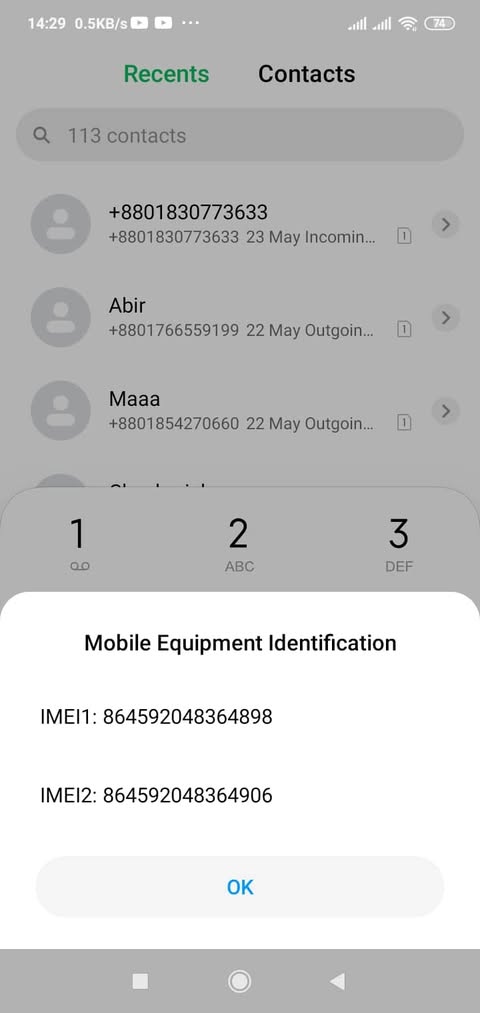 14:29 0.5KB/s ... 74
Recents Contacts
113 contacts
+8801830773633
+8801830773633 23 May Incomin... 1
Abir
+8801766559199 22 May Outgoin... 1
Maaa
+8801854270660 22 May Outgoin... 1
1 2 3
ABC DEF
Mobile Equipment Identification
IMEI1: 864592048364898
IMEI2: 864592048364906
OK